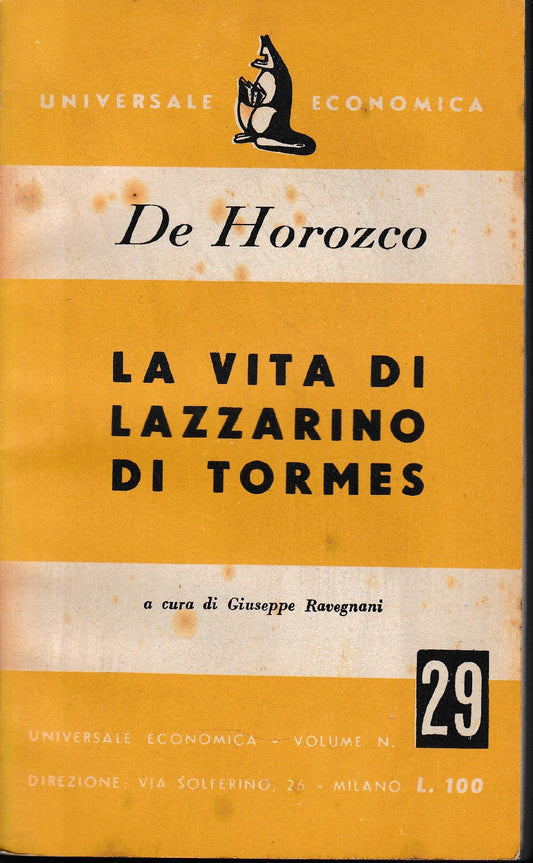 UNIVERSALE ECONOMICA
De Horozco
LA VITA DI
LAZZARINO
DI TORMES
a cura di Giuseppe Ravegnani
29
UNIVERSALE ECONOMICA - VOLUME N.
DIREZIONE: VIA SOLFERINO, 26 - MILANO L. 100